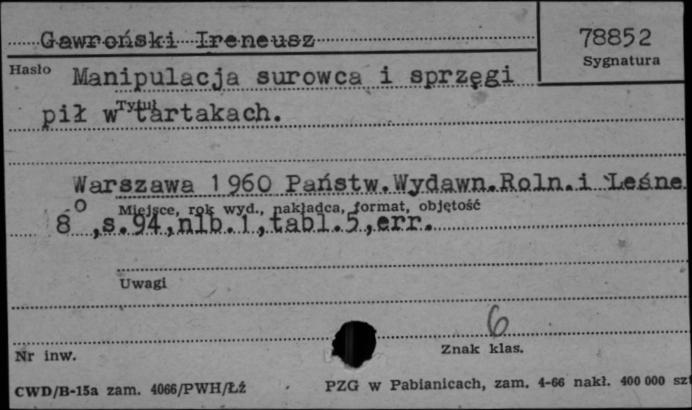 Gawroński Ireneusz
78852
Hasło
Sygnatura
Manipulacja surowca i sprzęgi
Tytuł
pił w tartakach.
Warszawa 1960 Państw.Wydawn.Roln.i Leśne
Miejsce, rok wyd., nakładca, format, objętość
8°,s.94,nlb.1,tabl.5,err.
Uwagi
6
Nr inw.
Znak klas.
CWD/B-15a zam. 4066/PWH/Łź
PZG w Pabianicach, zam. 4-66 nakł. 400 000 szt